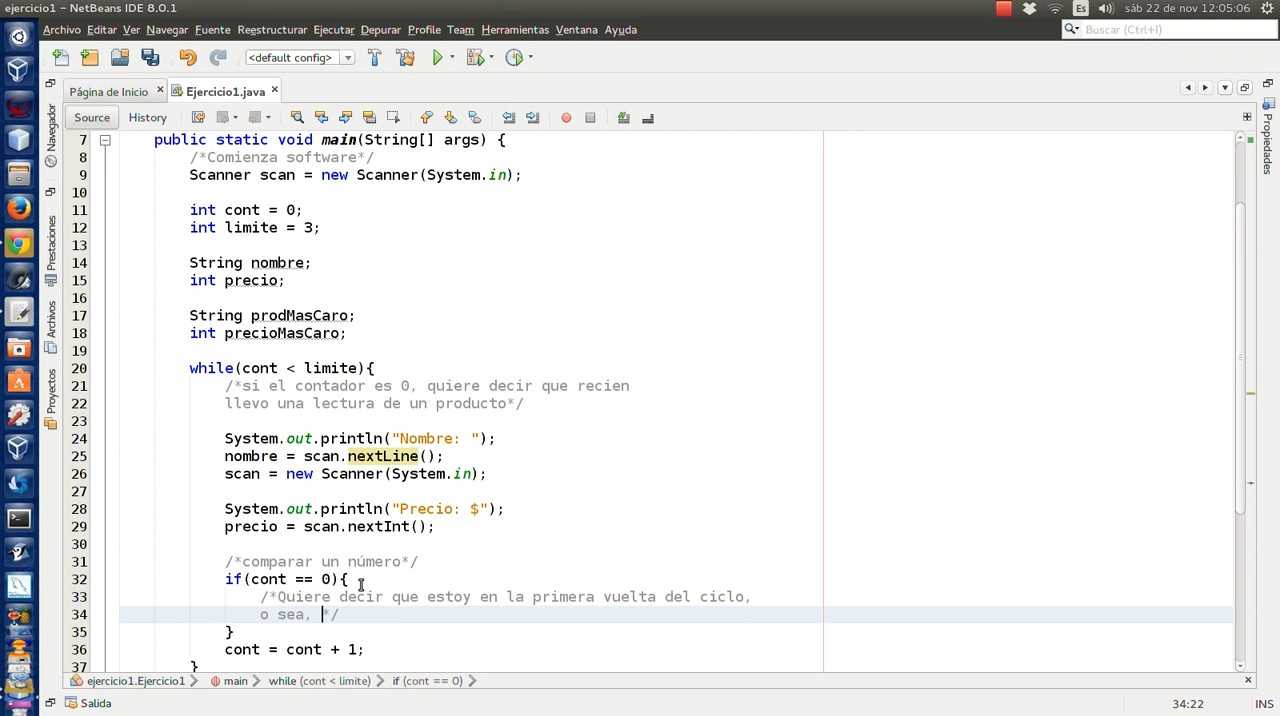 ejercicio1 – NetBeans IDE 8.0.1
Es
sáb 22 de nov 12:05:06
Archivo Editar Ver Navegar Fuente Reestructurar Ejecutar Depurar Profile Team Herramientas Ventana Ayuda
Buscar (Ctrl+I)
<default config>
Página de Inicio
Ejercicio1.java
Source
History
Navegador
Prestaciones
Archivos
Proyectos
Propiedades
7 public static void main(String[] args) {
8 /*Comienza software*/
9 Scanner scan = new Scanner(System.in);
10
11 int cont = 0;
12 int limite = 3;
13
14 String nombre;
15 int precio;
16
17 String prodMasCaro;
18 int precioMasCaro;
19
20 while(cont < limite){
21 /*si el contador es 0, quiere decir que recien
22 llevo una lectura de un producto*/
23
24 System.out.println("Nombre: ");
25 nombre = scan.nextLine();
26 scan = new Scanner(System.in);
27
28 System.out.println("Precio: $");
29 precio = scan.nextInt();
30
31 /*comparar un número*/
32 if(cont == 0){
33 /*Quiere decir que estoy en la primera vuelta del ciclo,
34 o sea, */
35 }
36 cont = cont + 1;
37 }
ejercicio1.Ejercicio1
main
while (cont < limite)
if (cont == 0)
Salida
34:22
INS